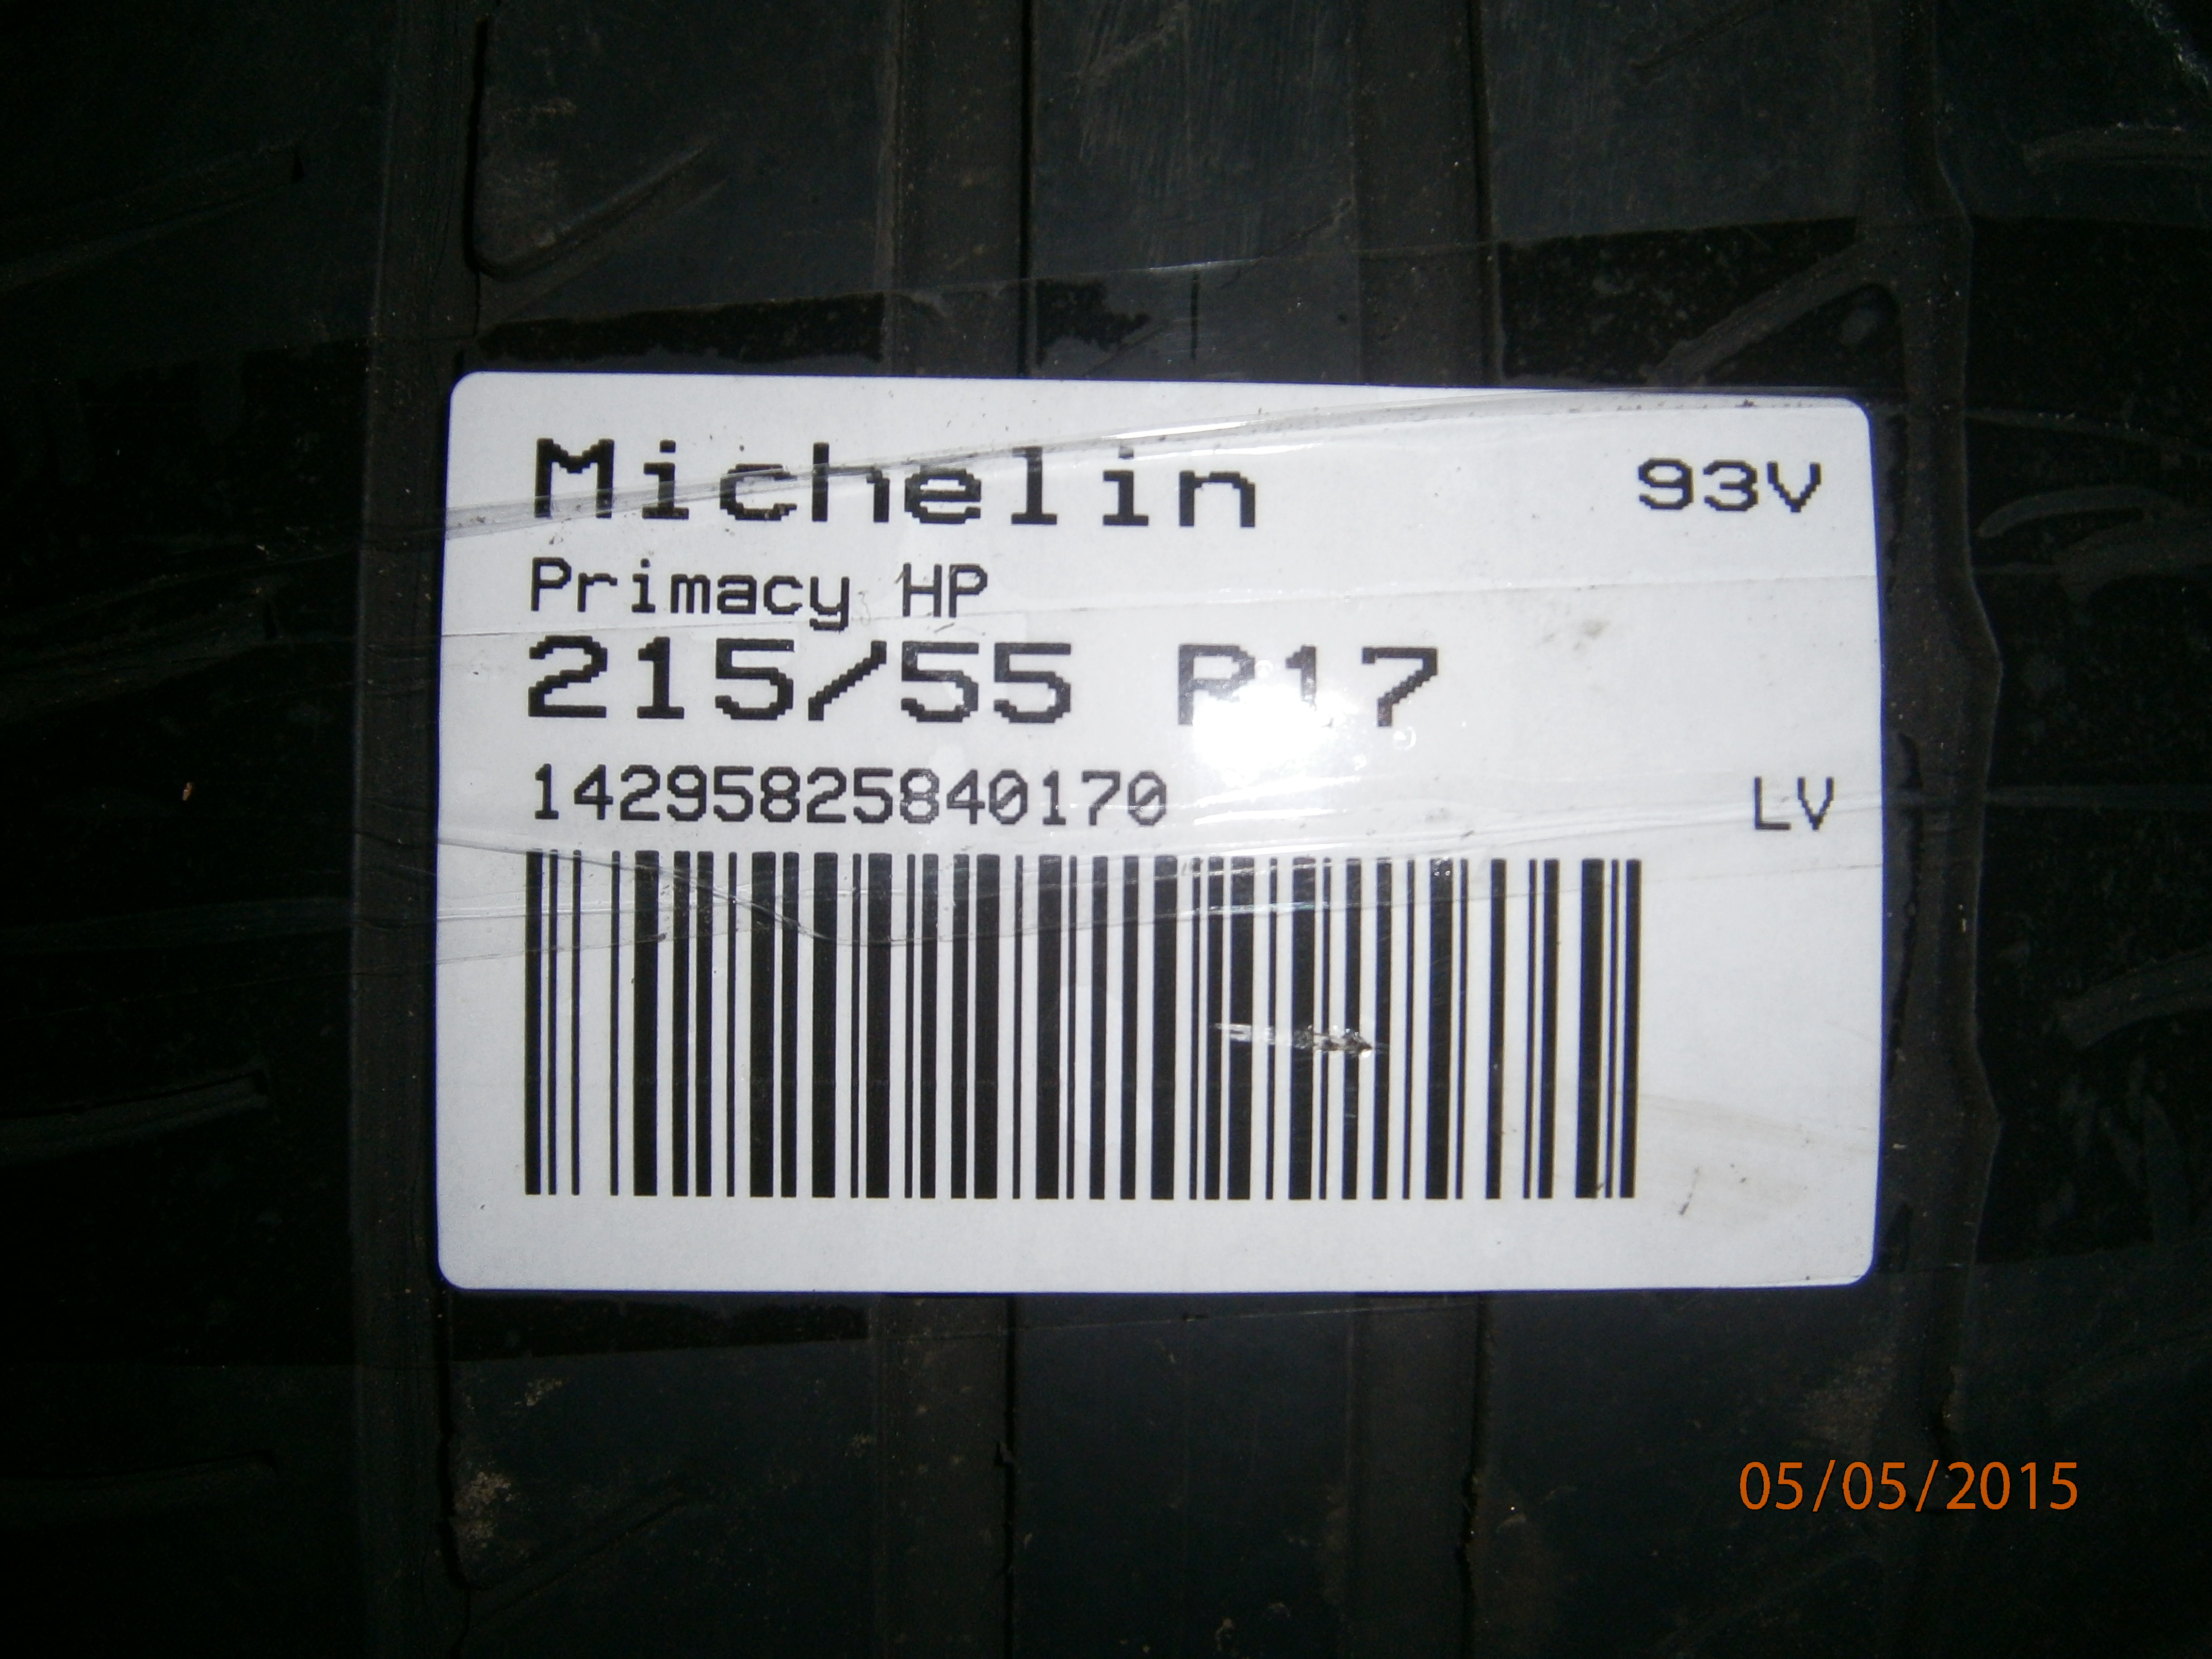 Michelin 93V
Primacy HP
215/55 R17
14295825840170 LV
05/05/2015